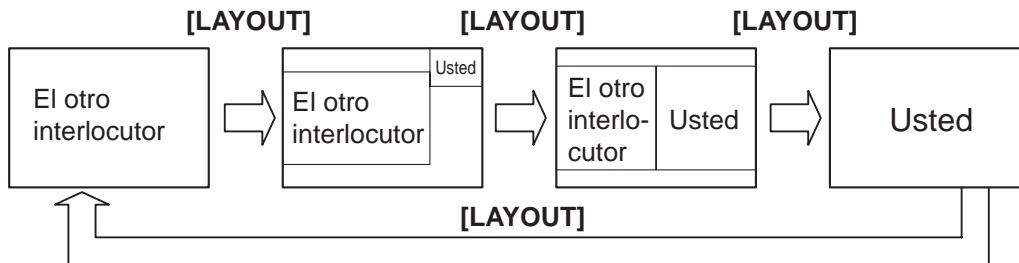 [LAYOUT] [LAYOUT] [LAYOUT]
El otro
interlocutor
El otro
interlocutor
Usted
El otro
interlo-
cutor
Usted
Usted
[LAYOUT]